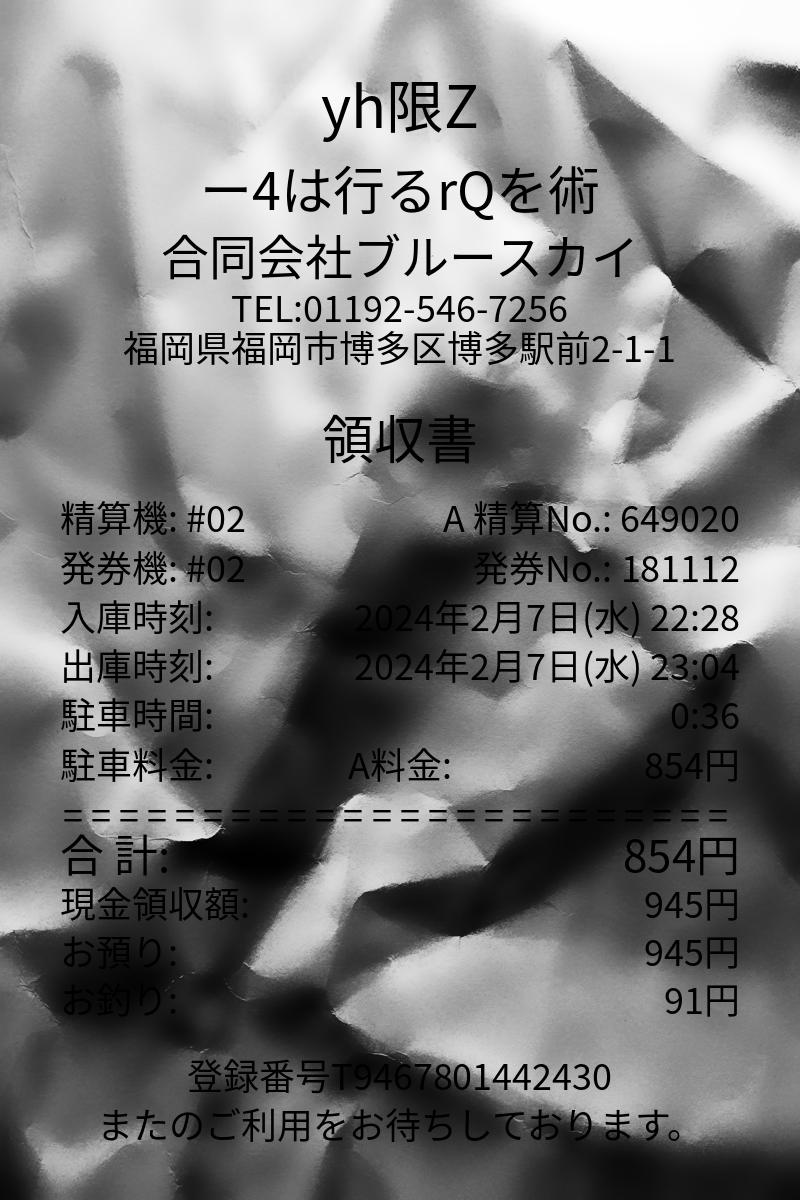 yh限Z
ー4は行るrQを術
合同会社ブルースカイ
TEL:01192-546-7256
福岡県福岡市博多区博多駅前2-1-1
領収書
精算機: #02 A 精算No.: 649020
発券機: #02 発券No.: 181112
入庫時刻: 2024年2月7日(水) 22:28
出庫時刻: 2024年2月7日(水) 23:04
駐車時間: 0:36
駐車料金: A料金: 854円
========================
合 計: 854円
現金領収額: 945円
お預り: 945円
お釣り: 91円
登録番号T9467801442430
またのご利用をお待ちしております。